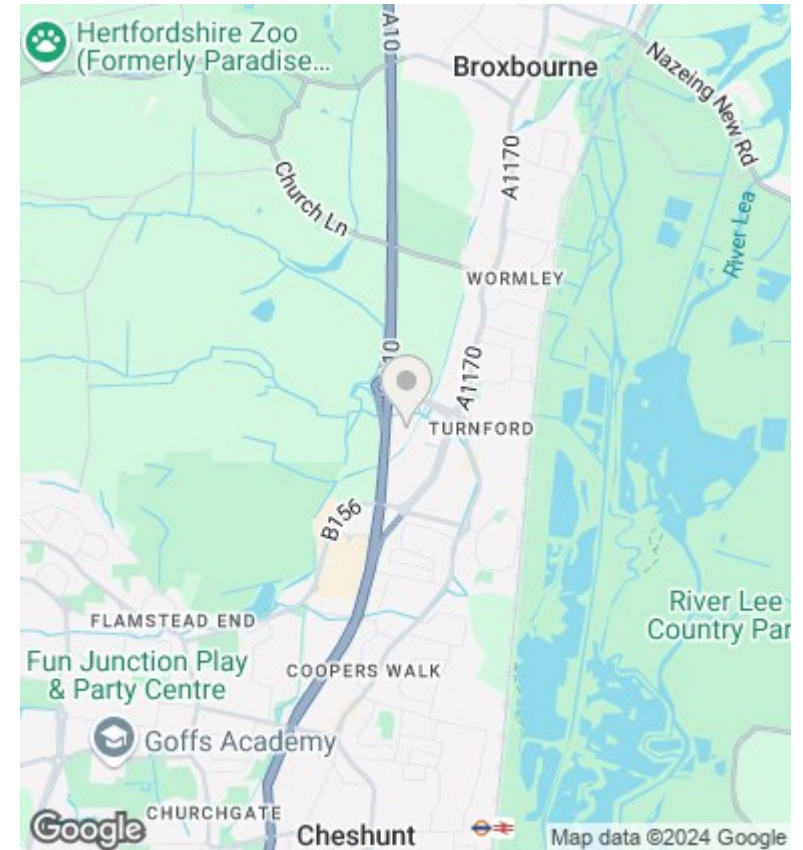 Hertfordshire Zoo
(Formerly Paradise...
A10
Broxbourne
Nazeing New Rd
A1170
Church Ln
River Lea
WORMLEY
A1170
TURNFORD
B156
FLAMSTEAD END
River Lee
Country Par
Fun Junction Play
& Party Centre
COOPERS WALK
Goffs Academy
CHURCHGATE
Google
Cheshunt
Map data ©2024 Google